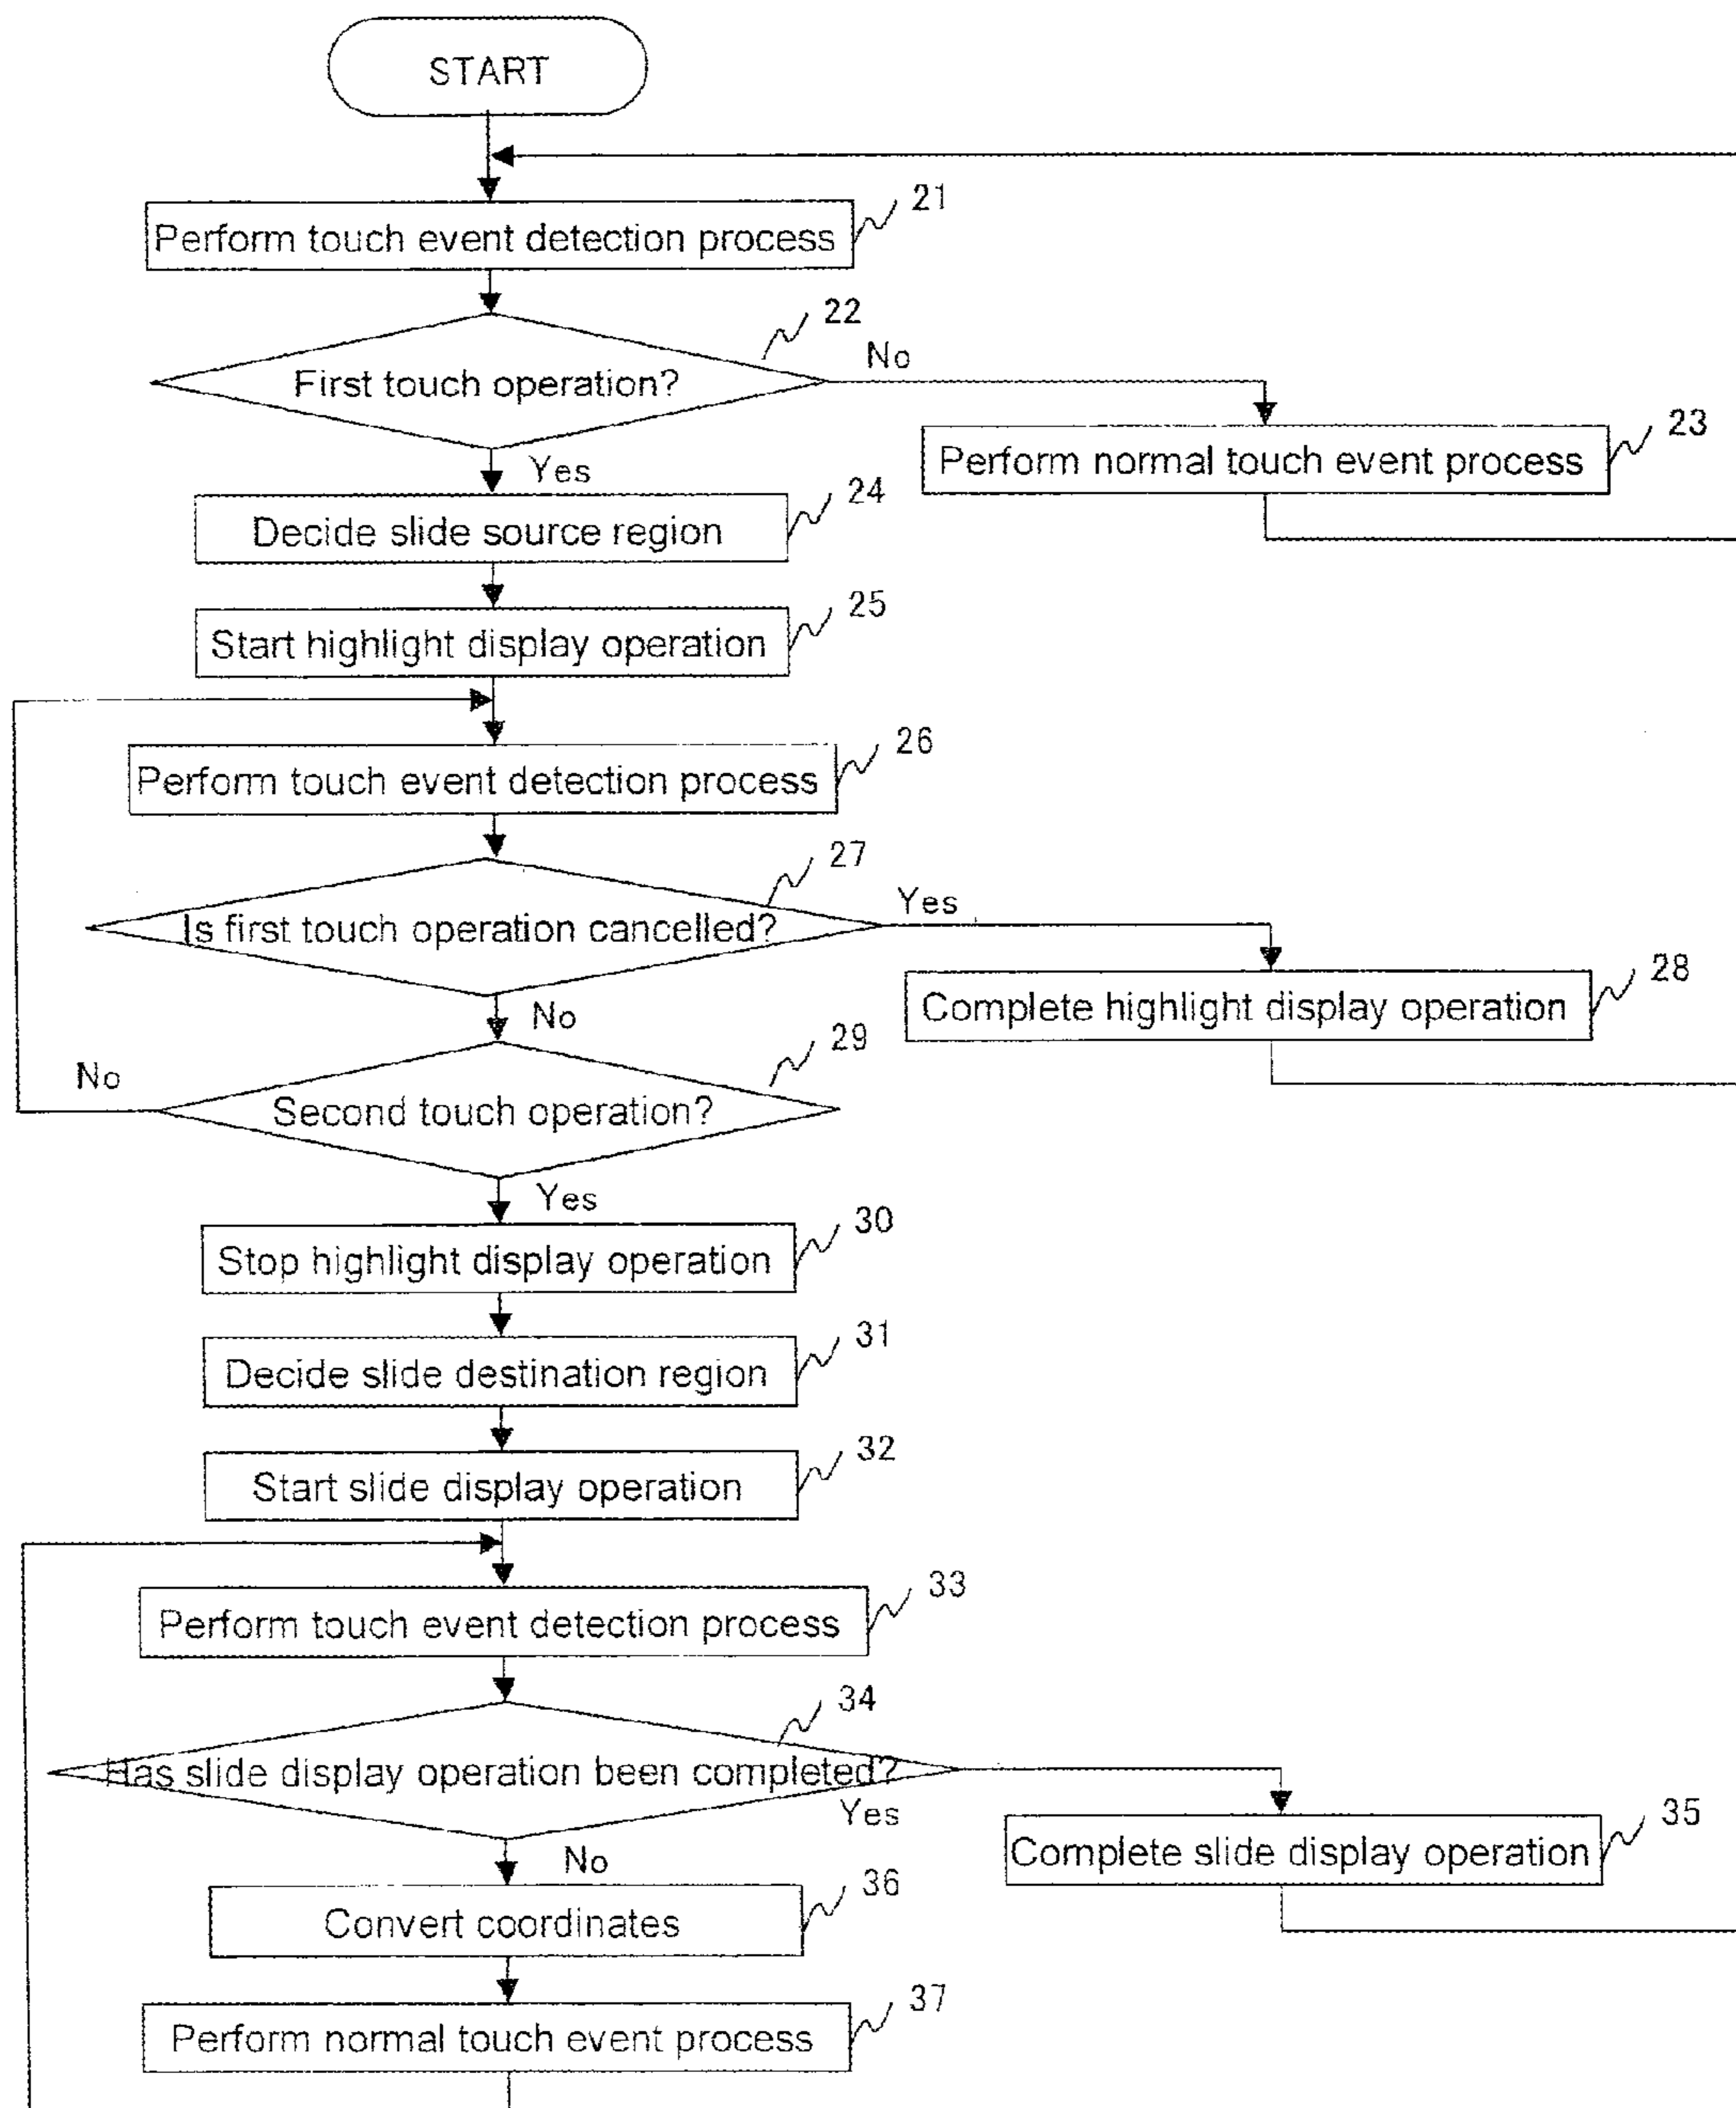 START
21
Perform touch event detection process
22
First touch operation?
No
23
Perform normal touch event process
Yes
24
Decide slide source region
25
Start highlight display operation
26
Perform touch event detection process
27
Is first touch operation cancelled?
Yes
28
Complete highlight display operation
No
29
No
Second touch operation?
Yes
30
Stop highlight display operation
31
Decide slide destination region
32
Start slide display operation
33
Perform touch event detection process
34
Has slide display operation been completed?
Yes
35
Complete slide display operation
No
36
Convert coordinates
37
Perform normal touch event process